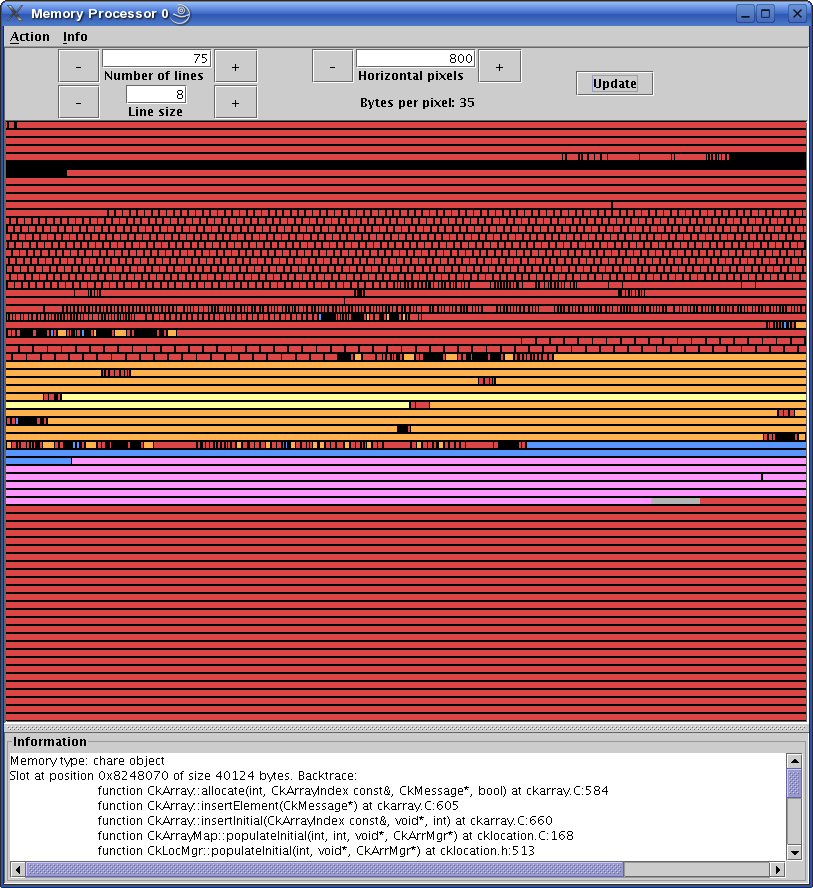 Memory Processor 0
Action Info
- 75 + - 800 +
Number of lines Horizontal pixels
Update
- 8 + Bytes per pixel: 35
Line size
Information
Memory type: chare object
Slot at position 0x8248070 of size 40124 bytes. Backtrace:
function CkArray::allocate(int, CkArrayIndex const&, CkMessage*, bool) at ckarray.C:584
function CkArray::insertElement(CkMessage*) at ckarray.C:605
function CkArray::insertInitial(CkArrayIndex const&, void*, int) at ckarray.C:660
function CkArrayMap::populateInitial(int, int, void*, CkArrMgr*) at cklocation.C:168
function CkLocMgr::populateInitial(int, void*, CkArrMgr*) at cklocation.h:513